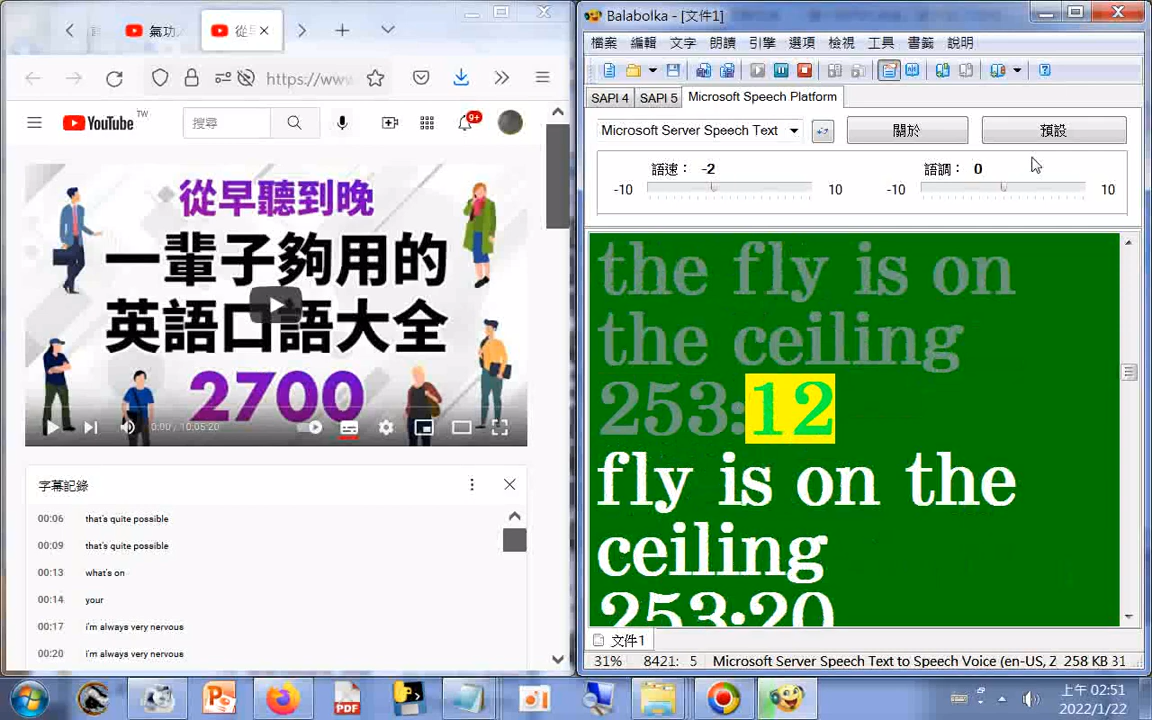 氣功
從
https://www
YouTube TW
搜尋
9+
從早聽到晚
一輩子夠用的
英語口語大全
2700
0:00 / 10:05:20
字幕記錄
00:06 that's quite possible
00:09 that's quite possible
00:13 what's on
00:14 your
00:17 i'm always very nervous
00:20 i'm always very nervous
Balabolka - [文件1]
檔案 編輯 文字 朗讀 引擎 選項 檢視 工具 書籤 說明
SAPI 4 SAPI 5 Microsoft Speech Platform
Microsoft Server Speech Text 關於 預設
語速： -2 語調： 0
-10 10 -10 10
the fly is on
the ceiling
253:12
fly is on the
ceiling
253:20
文件1
31% 8421: 5 Microsoft Server Speech Text to Speech Voice (en-US, Z 258 KB 31
PDF
上午 02:51
2022/1/22